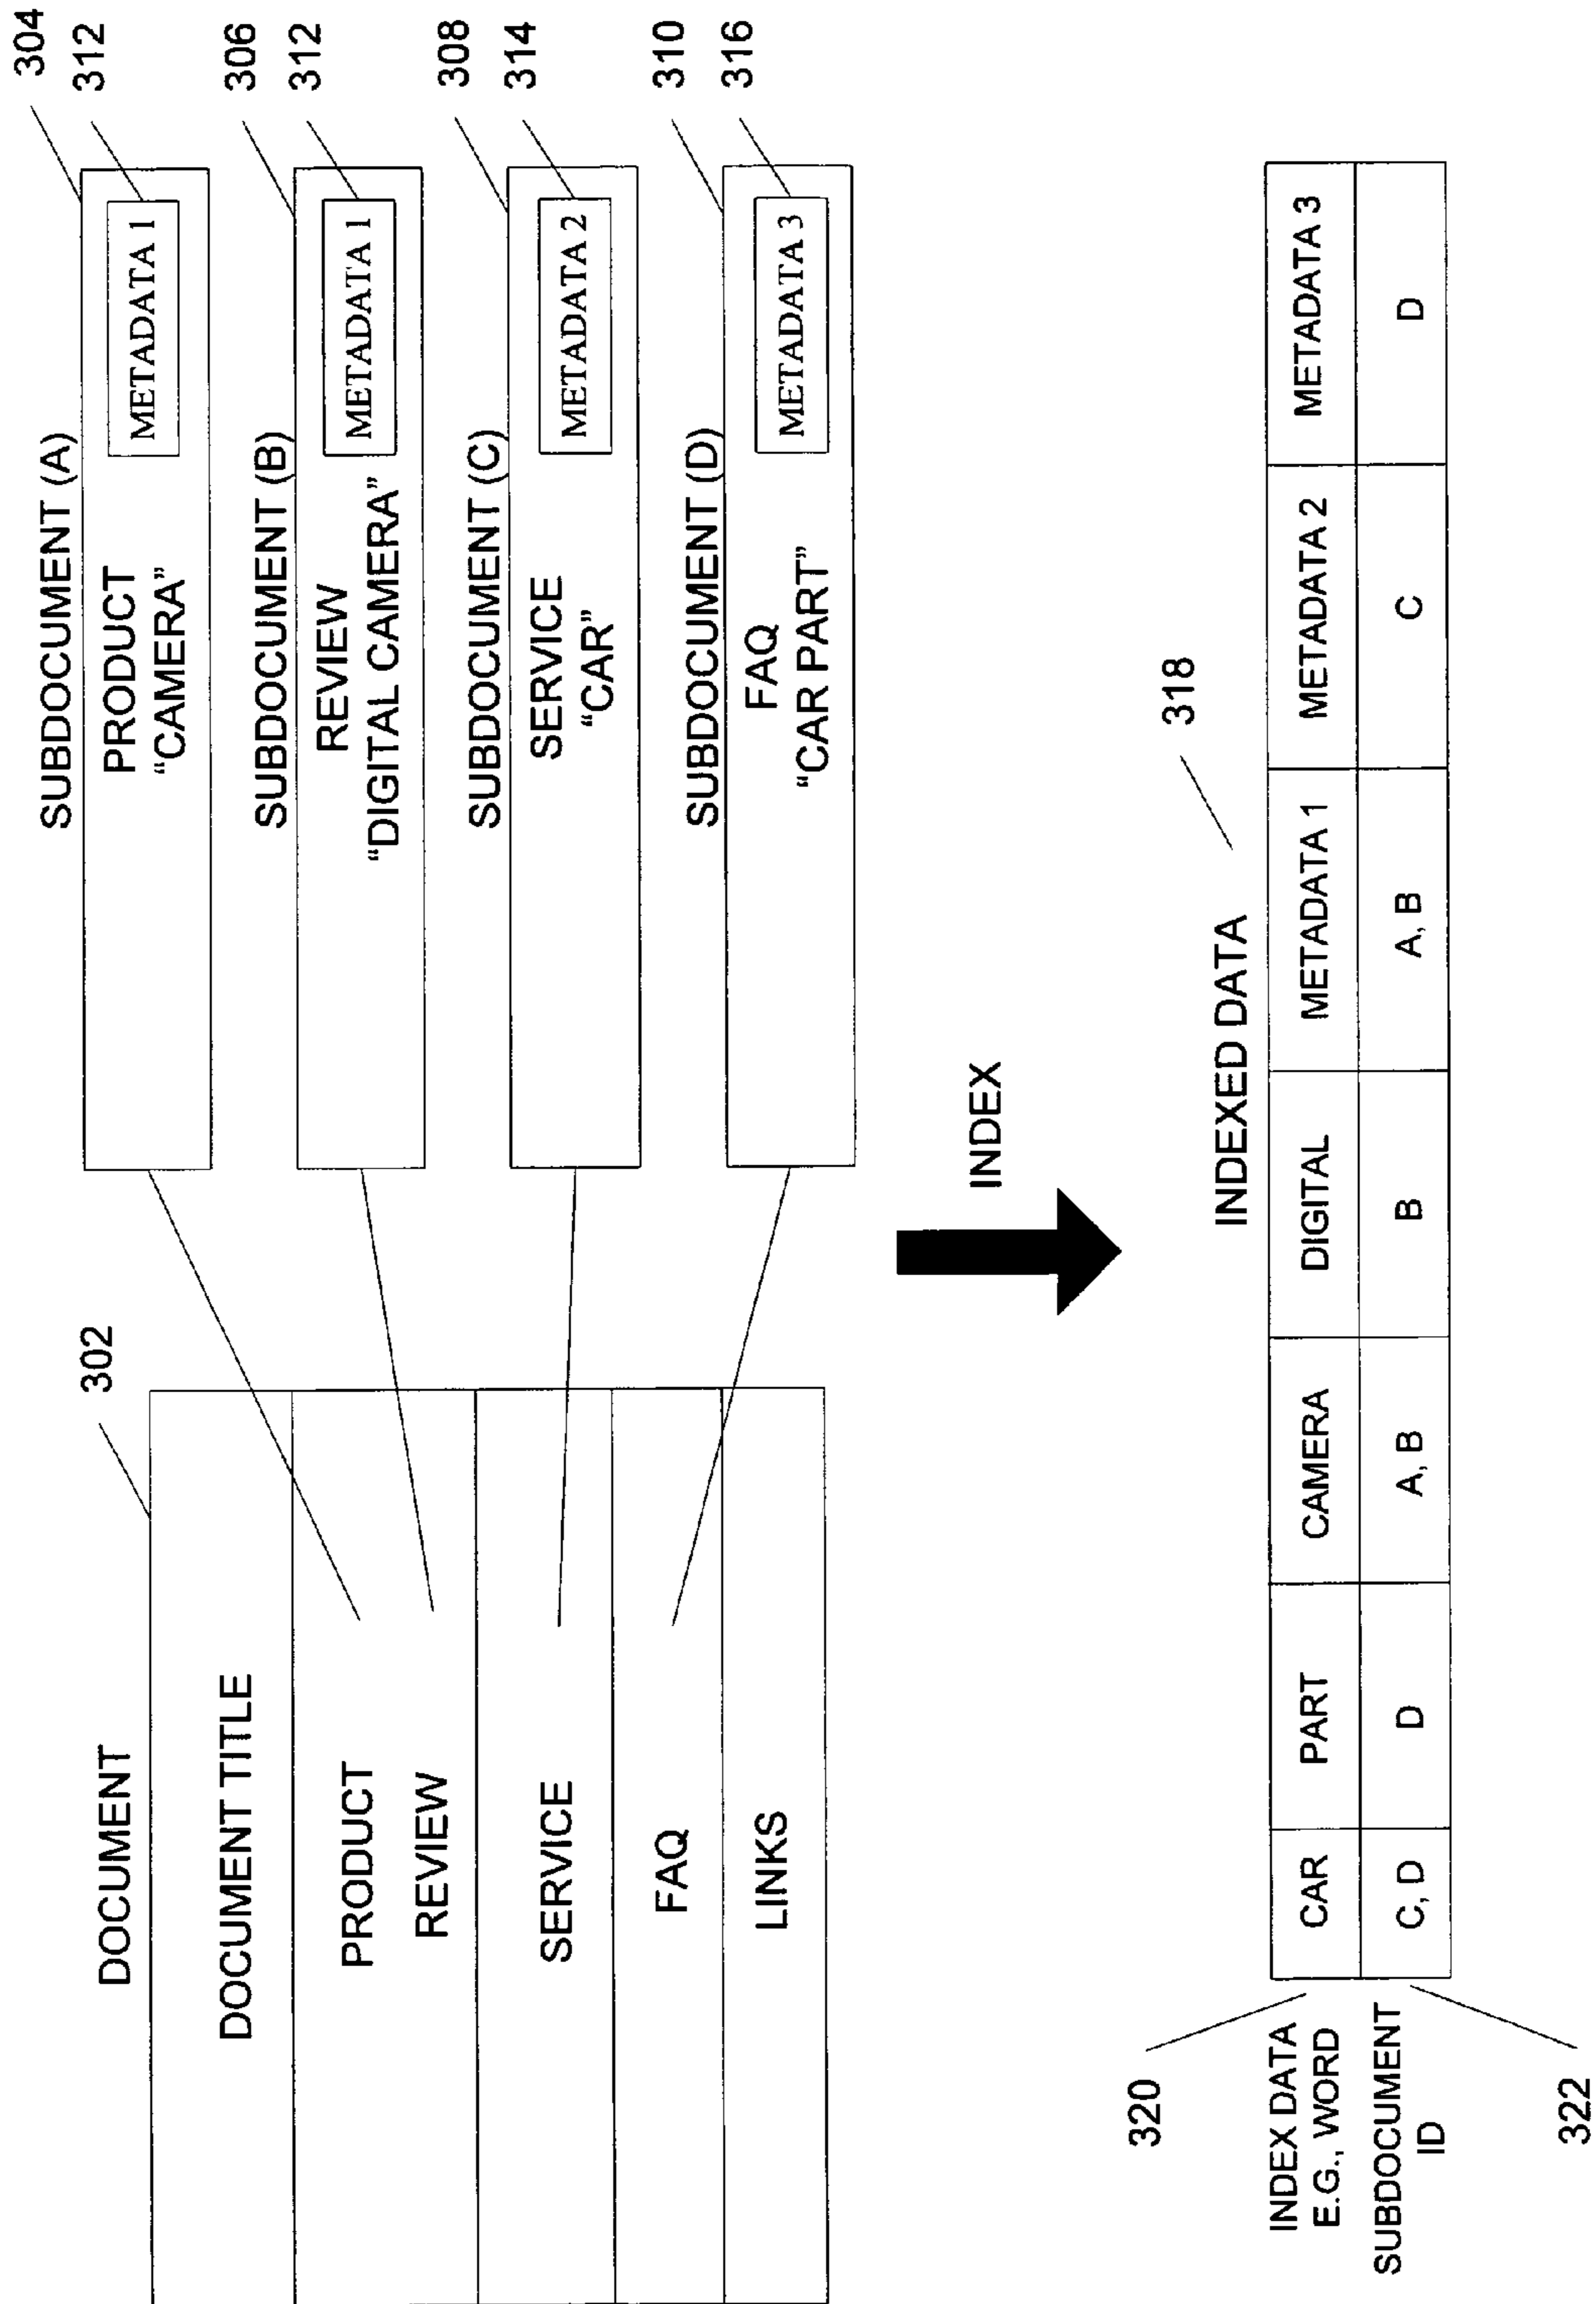 DOCUMENT
302
DOCUMENT TITLE
PRODUCT
REVIEW
SERVICE
FAQ
LINKS
SUBDOCUMENT (A)
304
PRODUCT
“CAMERA”
METADATA 1
312
SUBDOCUMENT (B)
306
REVIEW
“DIGITAL CAMERA”
METADATA 1
312
SUBDOCUMENT (C)
308
SERVICE
“CAR”
METADATA 2
314
SUBDOCUMENT (D)
310
FAQ
“CAR PART”
METADATA 3
316
INDEX
INDEXED DATA
318
320
INDEX DATA
E.G., WORD
CAR PART CAMERA DIGITAL METADATA 1 METADATA 2 METADATA 3
SUBDOCUMENT
ID
C, D D A, B B A, B C D
322